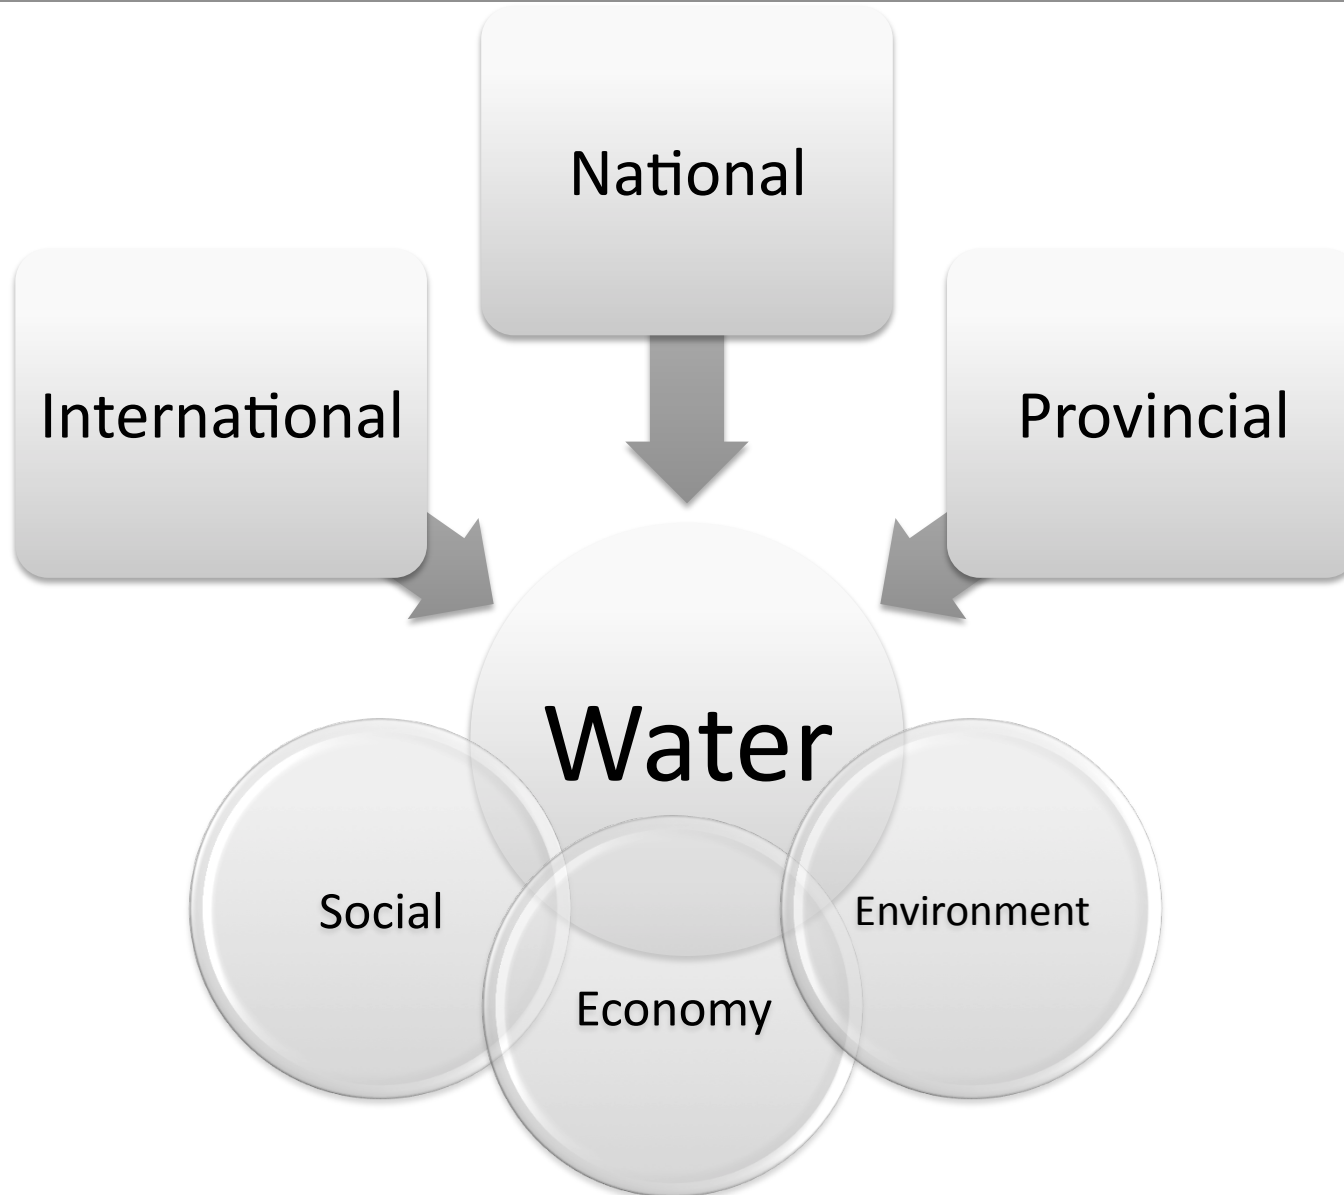 National
International
Provincial
Water
Social
Environment
Economy